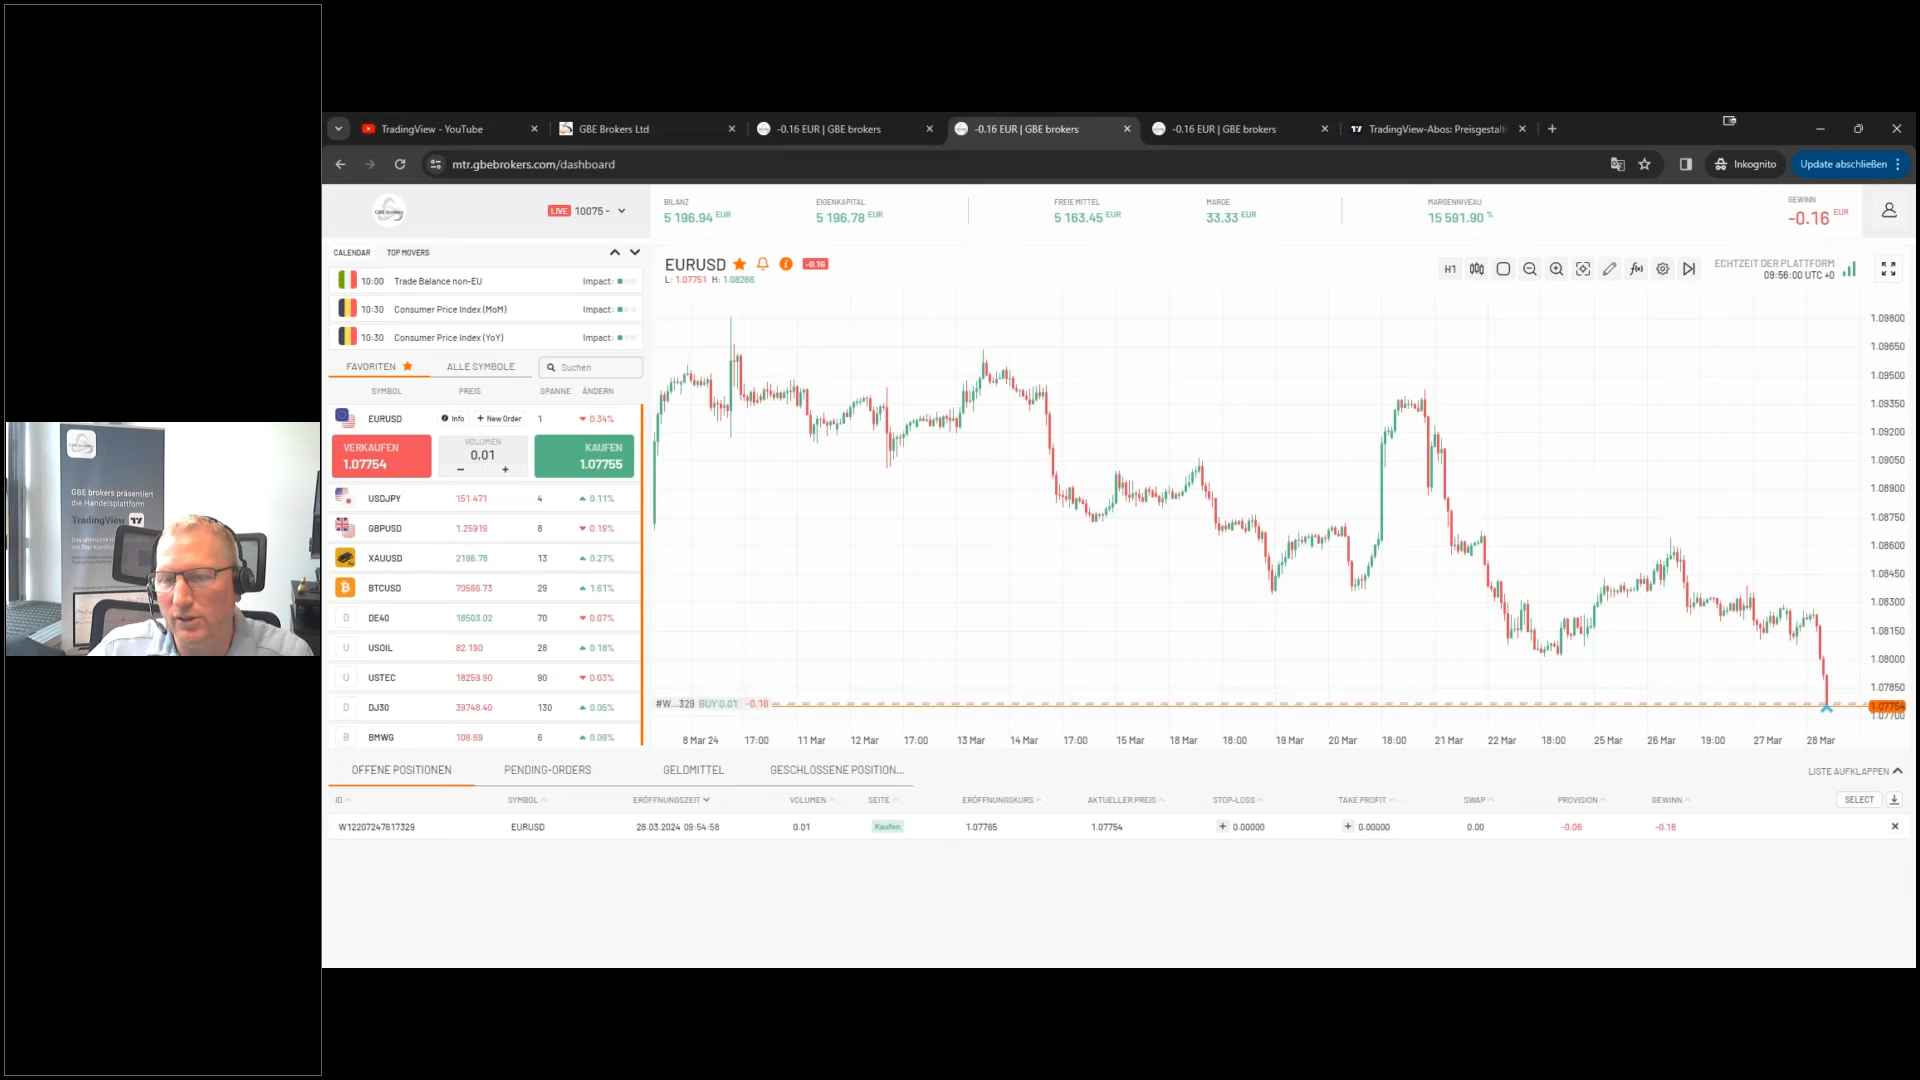 TradingView - YouTube
GBE Brokers Ltd
-0.16 EUR | GBE brokers
-0.16 EUR | GBE brokers
-0.16 EUR | GBE brokers
TradingView-Abos: Preisgestalt
mtr.gbebrokers.com/dashboard
Inkognito
Update abschließen
LIVE 10075 -
BILANZ
5 196.94 EUR
EIGENKAPITAL
5 196.78 EUR
FREIE MITTEL
5 163.45 EUR
MARGE
33.33 EUR
MARGENNIVEAU
15 591.90 %
GEWINN
-0.16 EUR
CALENDAR TOP MOVERS
10:00 Trade Balance non-EU Impact:
10:30 Consumer Price Index (MoM) Impact:
10:30 Consumer Price Index (YoY) Impact:
FAVORITEN ALLE SYMBOLE Suchen
SYMBOL PREIS SPANNE ÄNDERN
EURUSD Info + New Order 1 0.34%
VERKAUFEN
1.07754
VOLUMEN
0,01
− +
KAUFEN
1.07755
USDJPY 151.471 4 0.11%
GBPUSD 1.25919 8 0.19%
XAUUSD 2196.78 13 0.27%
BTCUSD 70586.73 29 1.61%
D DE40 18503.02 70 0.07%
U USOIL 82.190 28 0.18%
U USTEC 18259.90 90 0.03%
D DJ30 39748.40 130 0.05%
B BMWG 106.69 6 0.09%
EURUSD -0.16
L: 1.07751 H: 1.08266
H1
ECHTZEIT DER PLATTFORM
09:56:00 UTC +0
1.09800
1.09650
1.09500
1.09350
1.09200
1.09050
1.08900
1.08750
1.08600
1.08450
1.08300
1.08150
1.08000
1.07850
1.07754
1.07700
#W...329 BUY 0.01 -0.16
8 Mar 24 17:00 11 Mar 12 Mar 17:00 13 Mar 14 Mar 17:00 15 Mar 18 Mar 18:00 19 Mar 20 Mar 18:00 21 Mar 22 Mar 18:00 25 Mar 26 Mar 19:00 27 Mar 28 Mar
OFFENE POSITIONEN PENDING-ORDERS GELDMITTEL GESCHLOSSENE POSITION... LISTE AUFKLAPPEN
ID SYMBOL ERÖFFNUNGSZEIT VOLUMEN SEITE ERÖFFNUNGSKURS AKTUELLER PREIS STOP-LOSS TAKE PROFIT SWAP PROVISION GEWINN SELECT
W12207247617329 EURUSD 28.03.2024 09:54:58 0.01 Kaufen 1.07765 1.07754 + 0.00000 + 0.00000 0.00 -0.06 -0.16
GBE brokers präsentiert
die Handelsplattform
TradingView